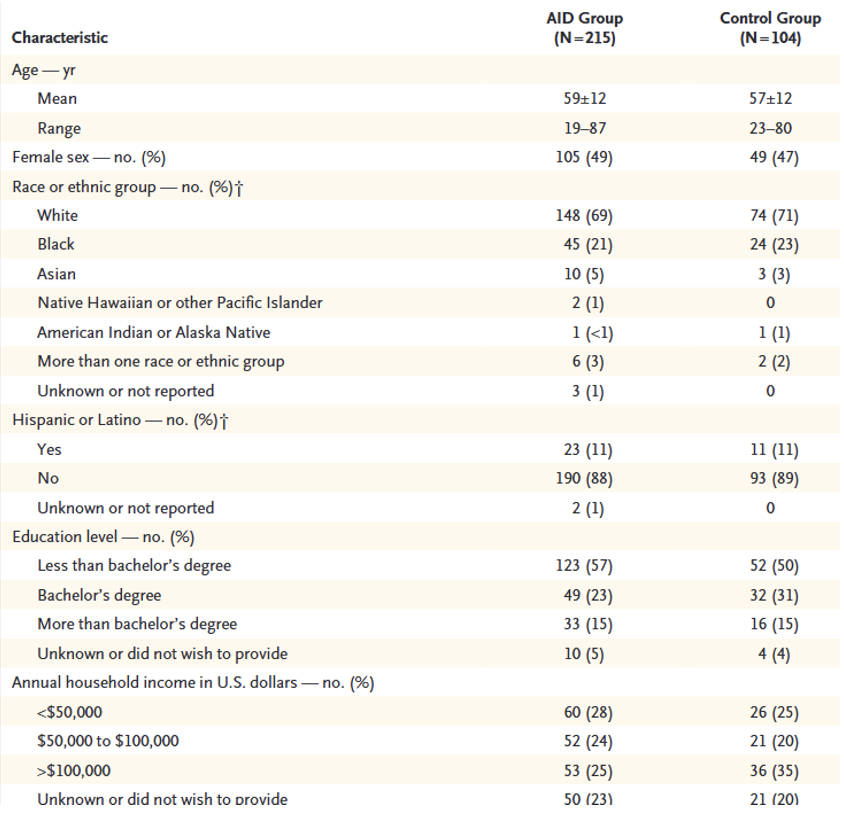 AID Group Control Group
Characteristic (N=215) (N=104)
Age — yr
Mean 59±12 57±12
Range 19–87 23–80
Female sex — no. (%) 105 (49) 49 (47)
Race or ethnic group — no. (%)†
White 148 (69) 74 (71)
Black 45 (21) 24 (23)
Asian 10 (5) 3 (3)
Native Hawaiian or other Pacific Islander 2 (1) 0
American Indian or Alaska Native 1 (<1) 1 (1)
More than one race or ethnic group 6 (3) 2 (2)
Unknown or not reported 3 (1) 0
Hispanic or Latino — no. (%)†
Yes 23 (11) 11 (11)
No 190 (88) 93 (89)
Unknown or not reported 2 (1) 0
Education level — no. (%)
Less than bachelor’s degree 123 (57) 52 (50)
Bachelor’s degree 49 (23) 32 (31)
More than bachelor’s degree 33 (15) 16 (15)
Unknown or did not wish to provide 10 (5) 4 (4)
Annual household income in U.S. dollars — no. (%)
<$50,000 60 (28) 26 (25)
$50,000 to $100,000 52 (24) 21 (20)
>$100,000 53 (25) 36 (35)
Unknown or did not wish to provide 50 (23) 21 (20)